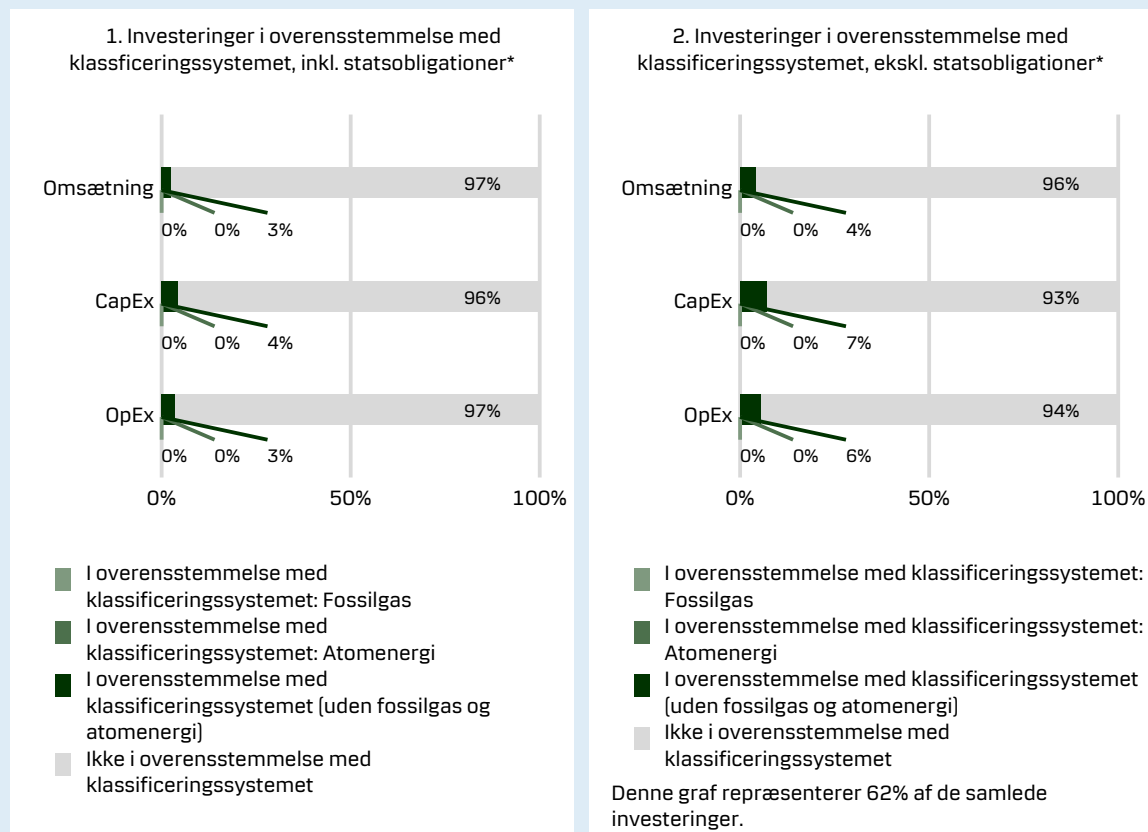 1. Investeringer i overensstemmelse med
klassficeringssystemet, inkl. statsobligationer*
Omsætning
97%
0% 0% 3%
CapEx
96%
0% 0% 4%
OpEx
97%
0% 0% 3%
0% 50% 100%
I overensstemmelse med
klassificeringssystemet: Fossilgas
I overensstemmelse med
klassificeringssystemet: Atomenergi
I overensstemmelse med
klassificeringssystemet (uden fossilgas og
atomenergi)
Ikke i overensstemmelse med
klassificeringssystemet
2. Investeringer i overensstemmelse med
klassificeringssystemet, ekskl. statsobligationer*
Omsætning
96%
0% 0% 4%
CapEx
93%
0% 0% 7%
OpEx
94%
0% 0% 6%
0% 50% 100%
I overensstemmelse med klassificeringssystemet:
Fossilgas
I overensstemmelse med klassificeringssystemet:
Atomenergi
I overensstemmelse med klassificeringssystemet
(uden fossilgas og atomenergi)
Ikke i overensstemmelse med
klassificeringssystemet
Denne graf repræsenterer 62% af de samlede
investeringer.